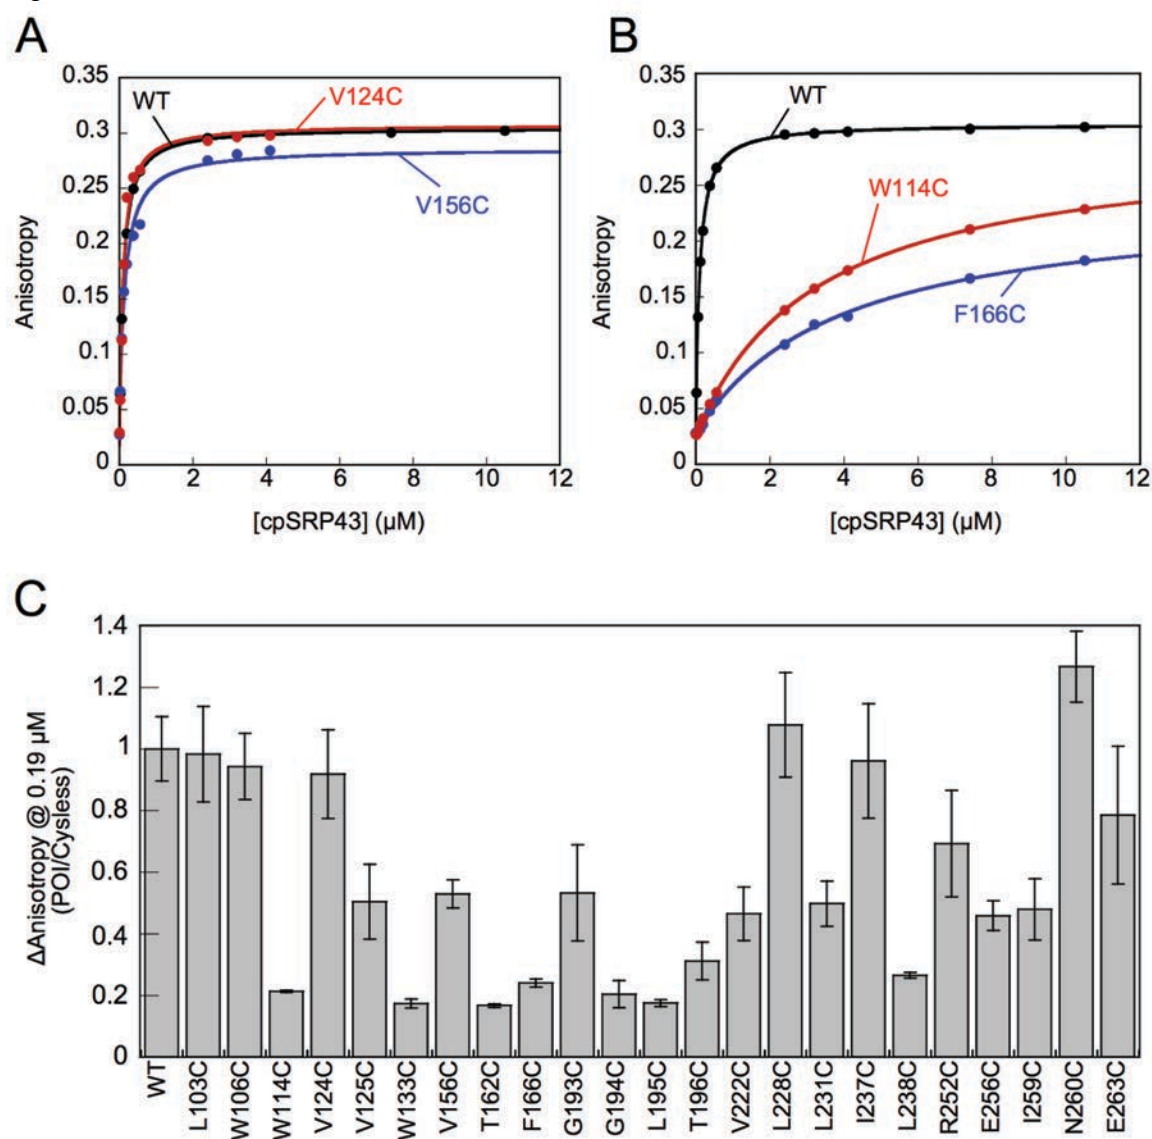 A
0.35
0.3
0.25
0.2
0.15
0.1
0.05
0
Anisotropy
WT
V124C
V156C
0 2 4 6 8 10 12
[cpSRP43] (µM)
B
0.35
0.3
0.25
0.2
0.15
0.1
0.05
0
Anisotropy
WT
W114C
F166C
0 2 4 6 8 10 12
[cpSRP43] (µM)
C
1.4
1.2
1
0.8
0.6
0.4
0.2
0
ΔAnisotropy @ 0.19 µM
(POI/Cysless)
WT
L103C
W106C
W114C
V124C
V125C
W133C
V156C
T162C
F166C
G193C
G194C
L195C
T196C
V222C
L228C
L231C
I237C
L238C
R252C
E256C
I259C
N260C
E263C